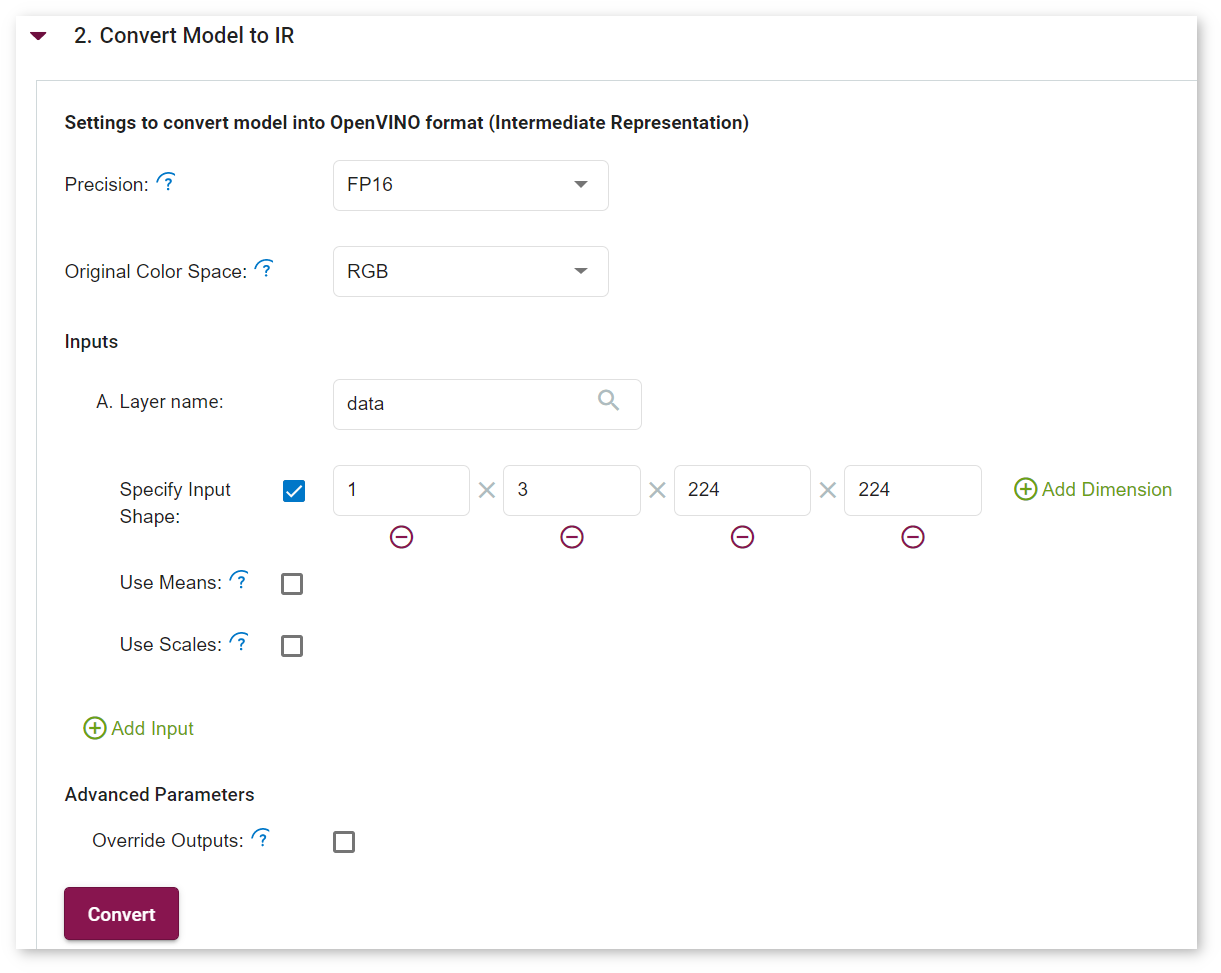 2. Convert Model to IR
Settings to convert model into OpenVINO format (Intermediate Representation)
Precision: ? FP16
Original Color Space: ? RGB
Inputs
A. Layer name: data
Specify Input Shape: 1 × 3 × 224 × 224 Add Dimension
Use Means: ?
Use Scales: ?
Add Input
Advanced Parameters
Override Outputs: ?
Convert